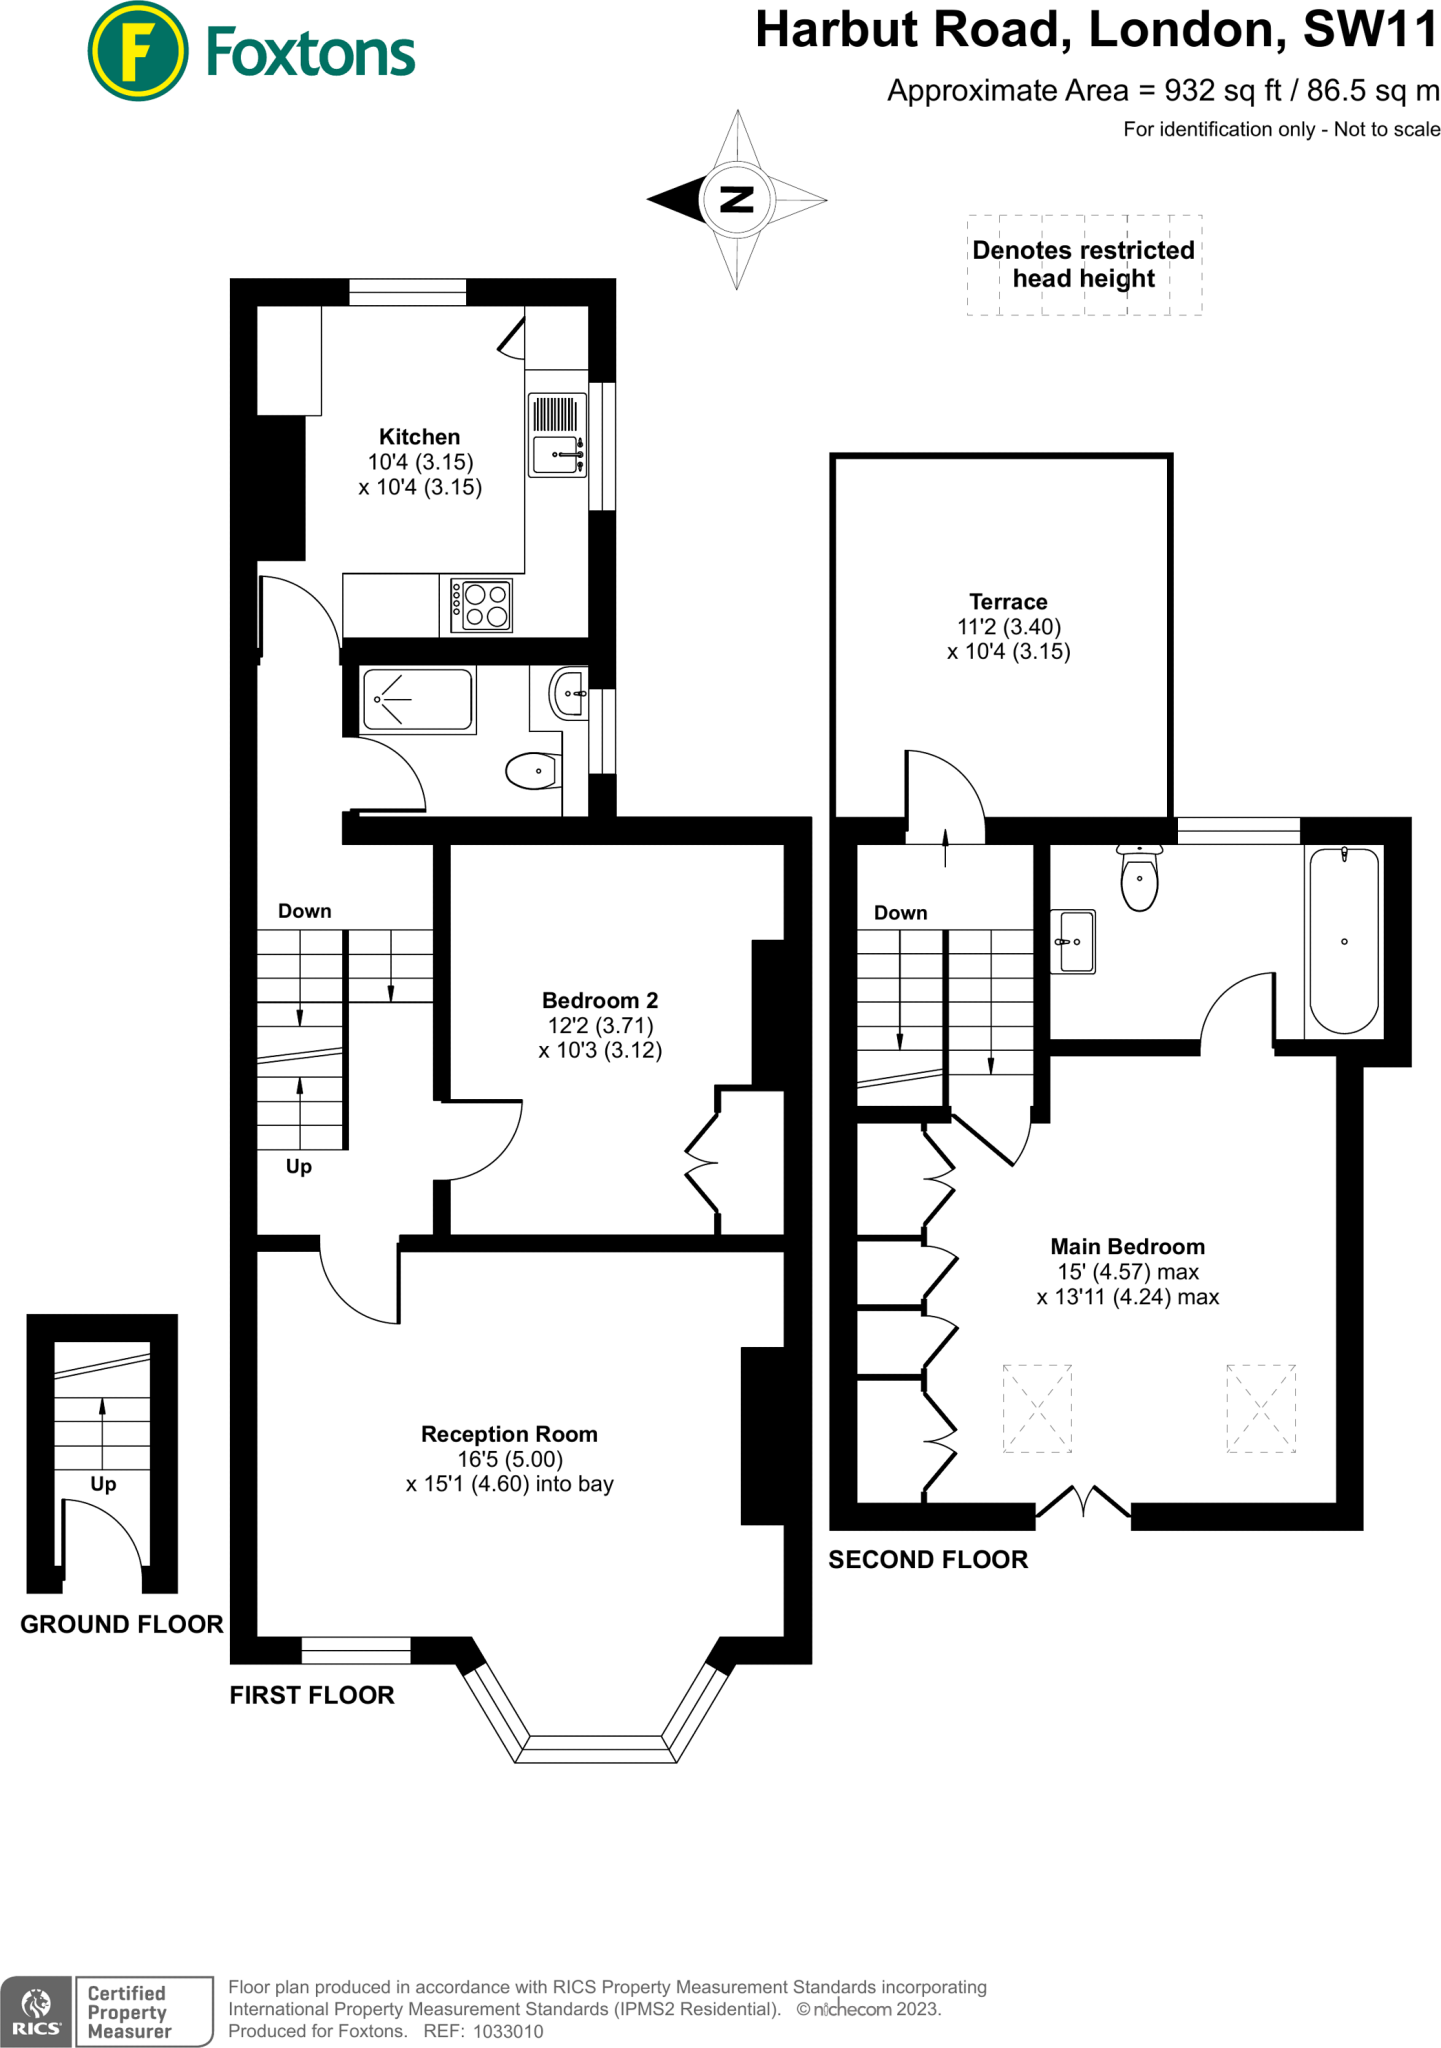 F Foxtons
Harbut Road, London, SW11
Approximate Area = 932 sq ft / 86.5 sq m
For identification only - Not to scale
N
Denotes restricted
head height
Kitchen
10'4 (3.15)
x 10'4 (3.15)
Terrace
11'2 (3.40)
x 10'4 (3.15)
Down
Down
Bedroom 2
12'2 (3.71)
x 10'3 (3.12)
Up
Main Bedroom
15' (4.57) max
x 13'11 (4.24) max
Reception Room
16'5 (5.00)
x 15'1 (4.60) into bay
Up
SECOND FLOOR
GROUND FLOOR
FIRST FLOOR
RICS
Certified
Property
Measurer
Floor plan produced in accordance with RICS Property Measurement Standards incorporating
International Property Measurement Standards (IPMS2 Residential). © nichecom 2023.
Produced for Foxtons. REF: 1033010